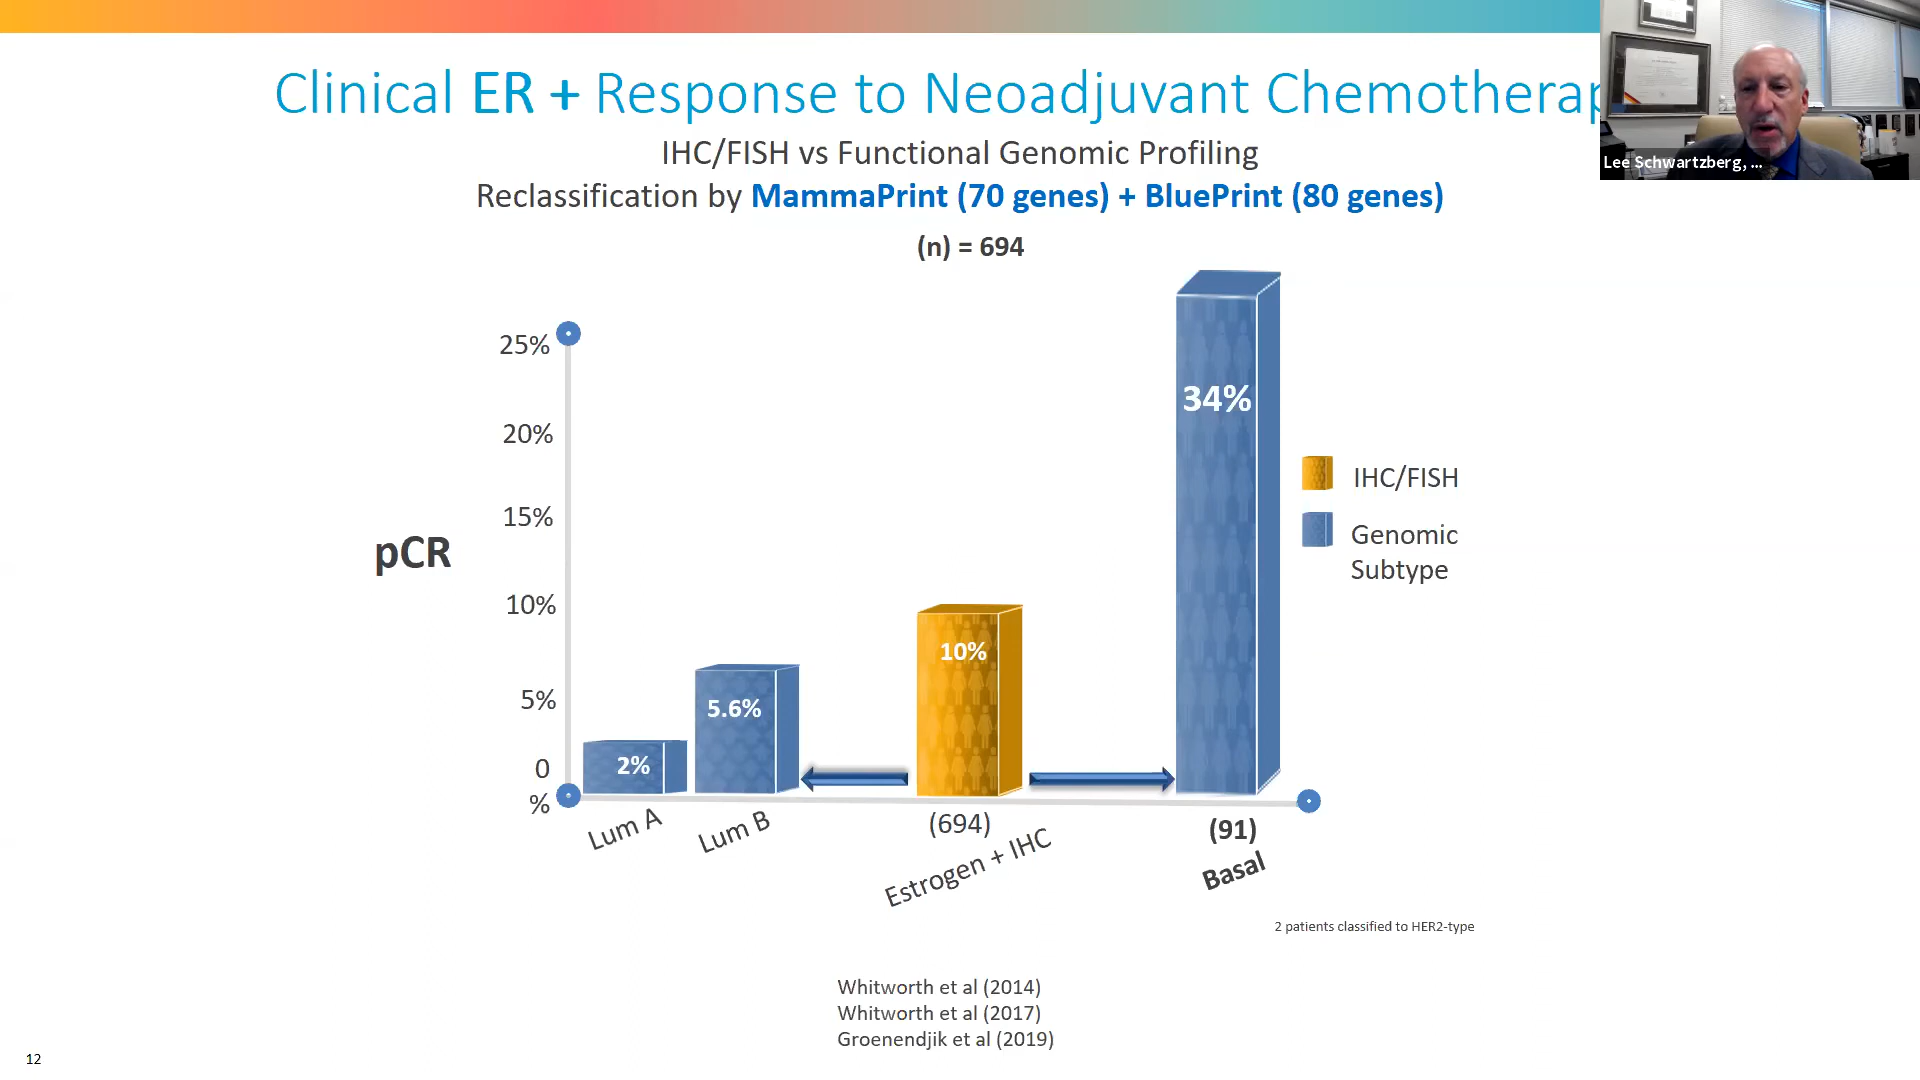 Clinical ER + Response to Neoadjuvant Chemotherap
IHC/FISH vs Functional Genomic Profiling
Reclassification by MammaPrint (70 genes) + BluePrint (80 genes)
(n) = 694
Lee Schwartzberg, ...
25%
20%
15%
10%
5%
0
%
pCR
2%
5.6%
10%
34%
IHC/FISH
Genomic
Subtype
Lum A
Lum B
(694)
Estrogen + IHC
(91)
Basal
2 patients classified to HER2-type
Whitworth et al (2014)
Whitworth et al (2017)
Groenendjik et al (2019)
12